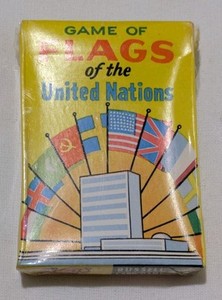 GAME OF
FLAGS
of the
United Nations